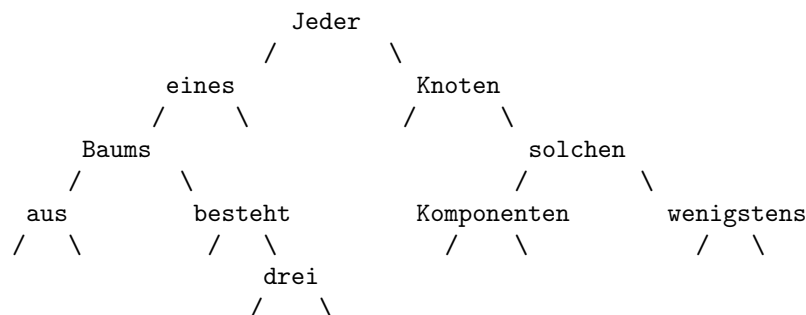 Jeder
eines Knoten
Baums solchen
aus besteht Komponenten wenigstens
drei